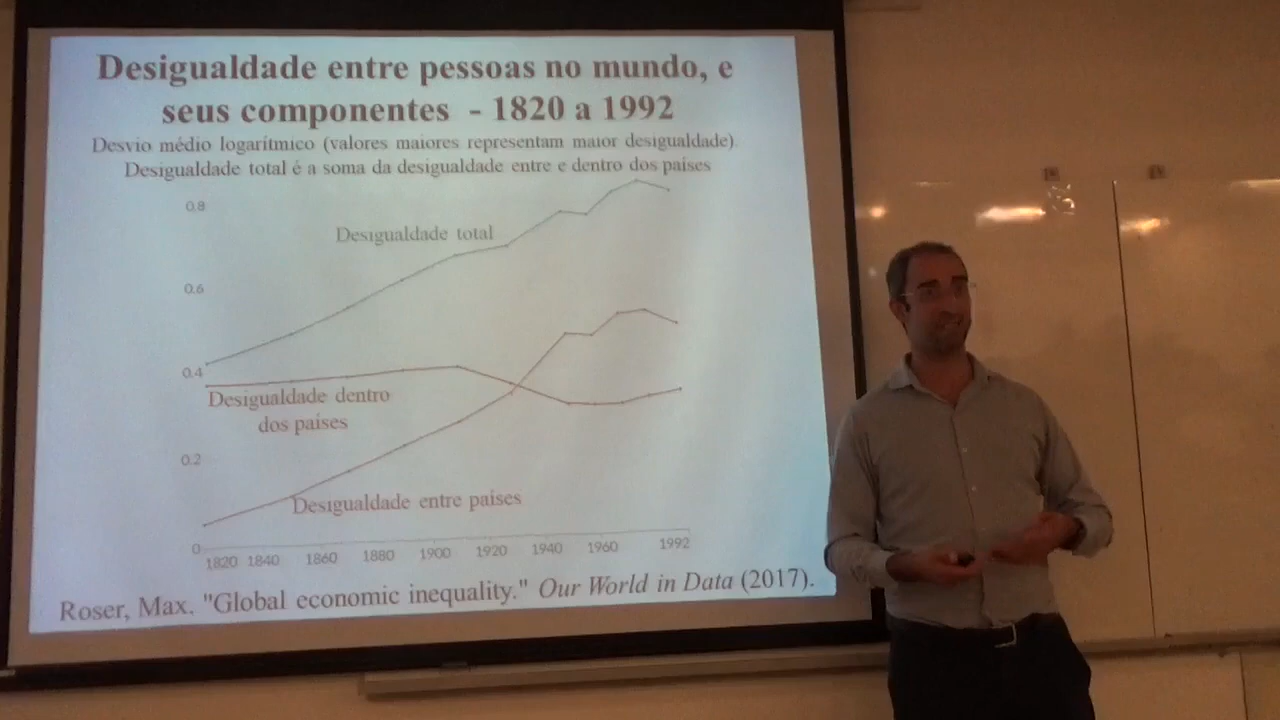 Desigualdade entre pessoas no mundo, e
seus componentes - 1820 a 1992
Desvio médio logarítmico (valores maiores representam maior desigualdade).
Desigualdade total é a soma da desigualdade entre e dentro dos países
0.8
Desigualdade total
0.6
0.4
Desigualdade dentro
dos países
0.2
Desigualdade entre países
0
1820 1840 1860 1880 1900 1920 1940 1960 1992
Roser, Max. "Global economic inequality." Our World in Data (2017).